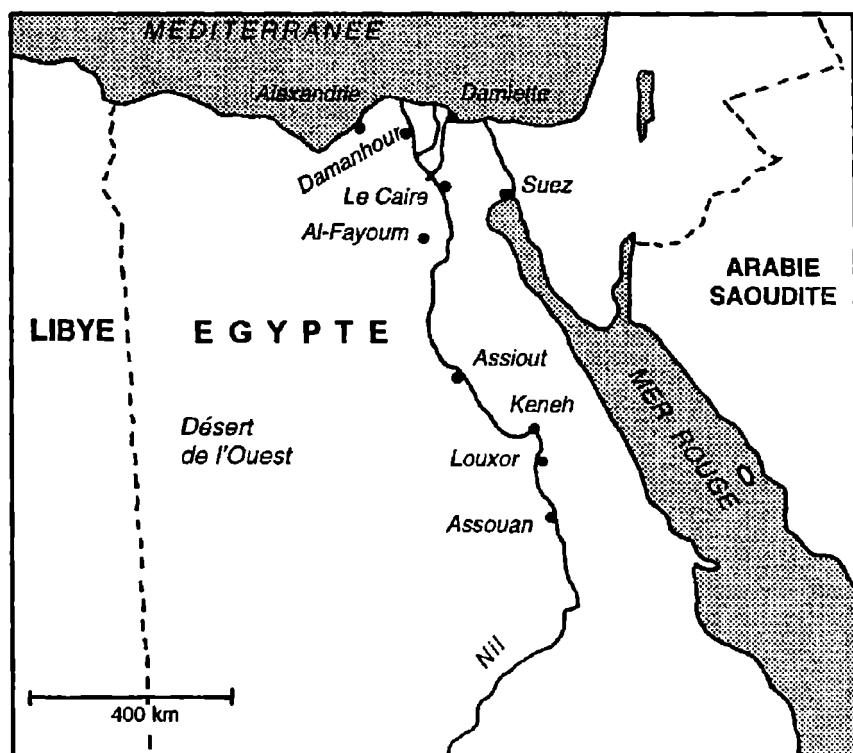 MEDITERRANEE
Alexandrie
Damiette
Damanhour
Le Caire
Suez
Al-Fayoum
ARABIE
SAOUDITE
LIBYE
EGYPTE
Assiout
MER ROUGE
Keneh
Désert
de l'Ouest
Louxor
Assouan
Nil
400 km